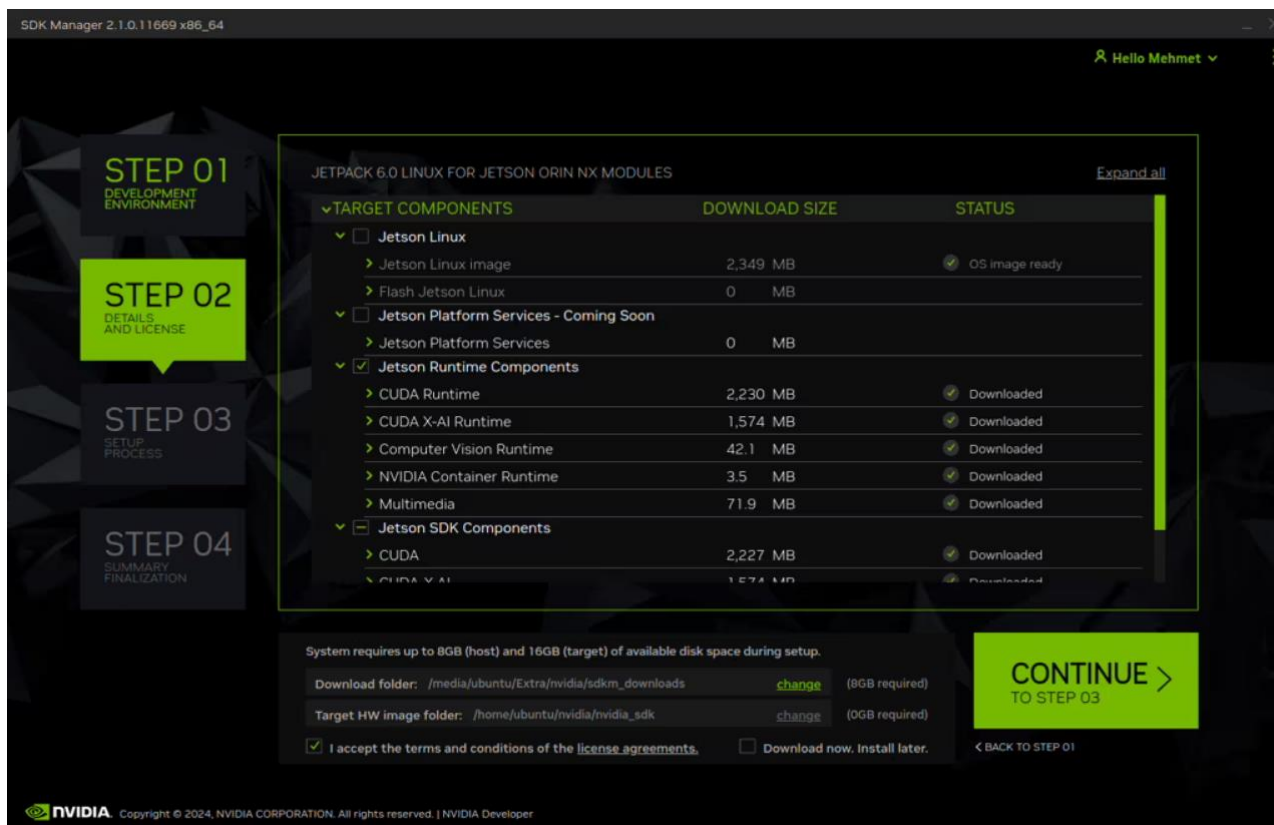 SDK Manager 2.1.0.11669 x86_64
Hello Mehmet
STEP 01
DEVELOPMENT
ENVIRONMENT
STEP 02
DETAILS
AND LICENSE
STEP 03
SETUP
PROCESS
STEP 04
SUMMARY
FINALIZATION
JETPACK 6.0 LINUX FOR JETSON ORIN NX MODULES Expand all
TARGET COMPONENTS DOWNLOAD SIZE STATUS
Jetson Linux
Jetson Linux image 2,349 MB OS image ready
Flash Jetson Linux 0 MB
Jetson Platform Services - Coming Soon
Jetson Platform Services 0 MB
Jetson Runtime Components
CUDA Runtime 2,230 MB Downloaded
CUDA X-AI Runtime 1,574 MB Downloaded
Computer Vision Runtime 42.1 MB Downloaded
NVIDIA Container Runtime 3.5 MB Downloaded
Multimedia 71.9 MB Downloaded
Jetson SDK Components
CUDA 2,227 MB Downloaded
CUDA X-AI 1,574 MB Downloaded
System requires up to 8GB (host) and 16GB (target) of available disk space during setup.
Download folder: /media/ubuntu/Extra/nvidia/sdkm_downloads change (8GB required)
Target HW image folder: /home/ubuntu/nvidia/nvidia_sdk change (0GB required)
I accept the terms and conditions of the license agreements. Download now. Install later.
CONTINUE
TO STEP 03
BACK TO STEP 01
NVIDIA. Copyright © 2024, NVIDIA CORPORATION. All rights reserved. | NVIDIA Developer